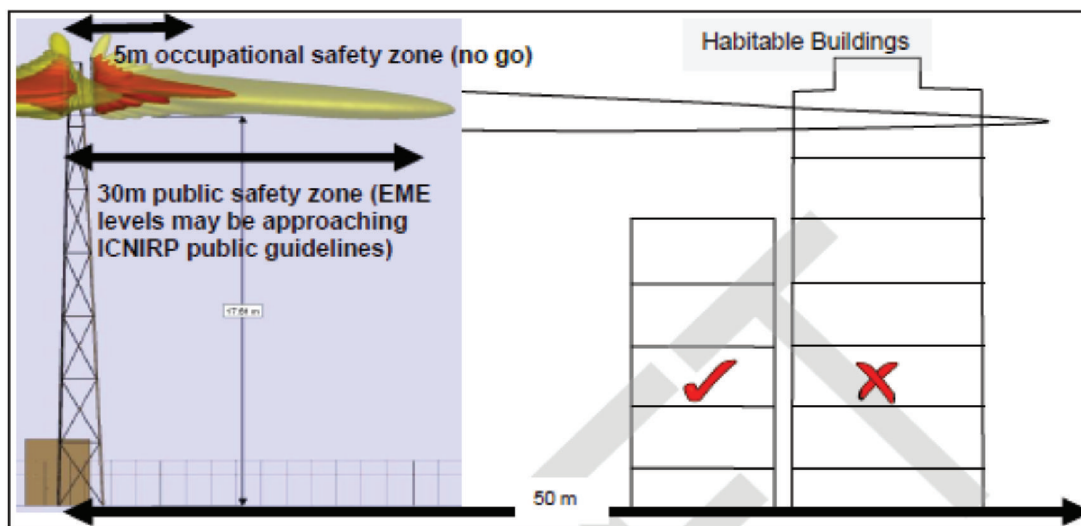 5m occupational safety zone (no go)
Habitable Buildings
30m public safety zone (EME
levels may be approaching
ICNIRP public guidelines)
50 m